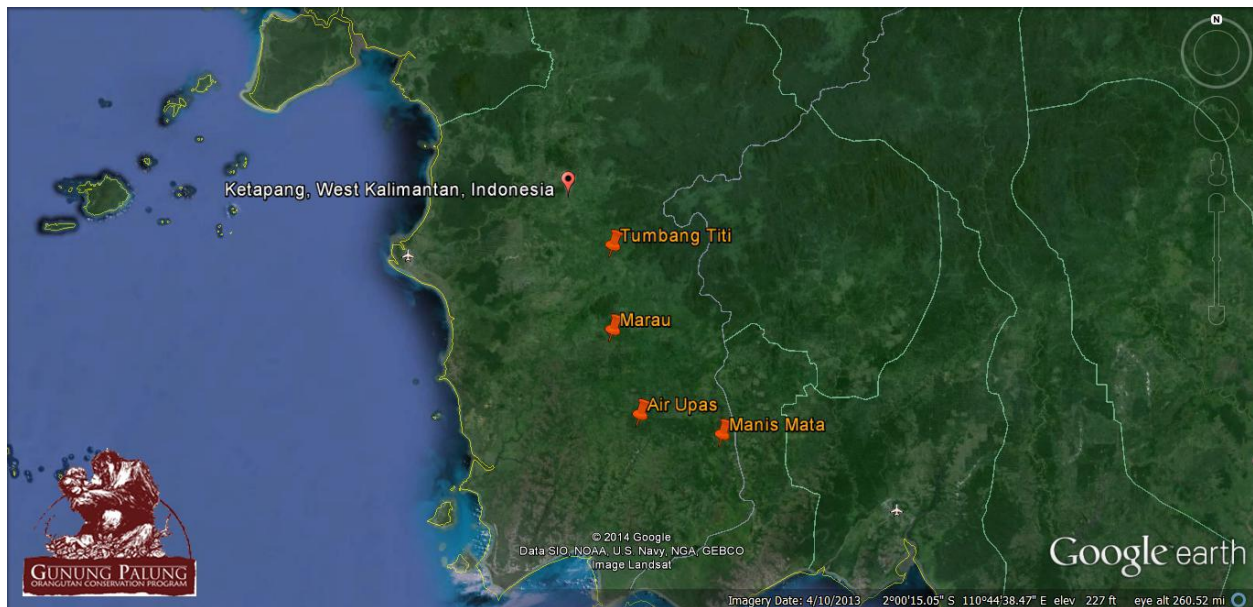 N
Ketapang, West Kalimantan, Indonesia
Tumbang Titi
Marau
Air Upas
Manis Mata
GUNUNG PALUNG
ORANGUTAN CONSERVATION PROGRAM
© 2014 Google
Data SIO, NOAA, U.S. Navy, NGA, GEBCO
Image Landsat
Google earth
Imagery Date: 4/10/2013 2°00'15.05" S 110°44'38.47" E elev 227 ft eye alt 260.52 mi